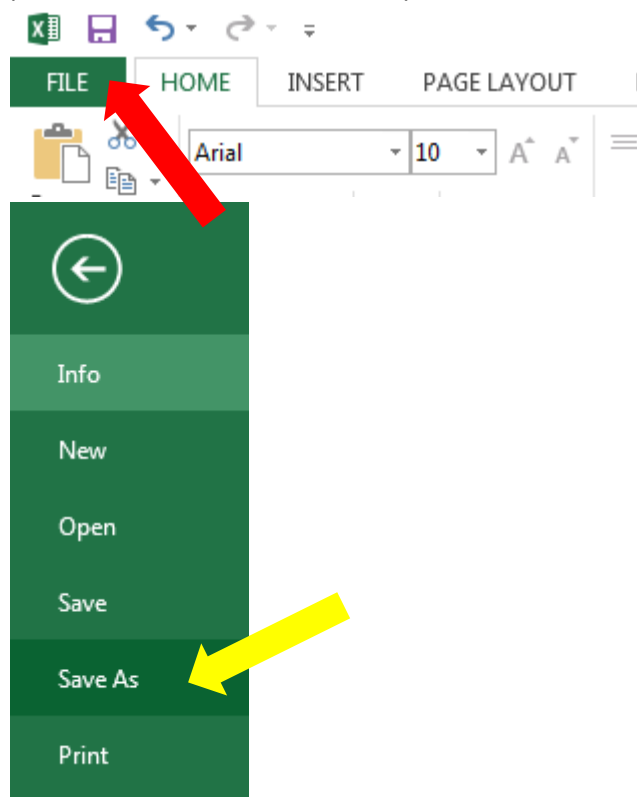 FILE HOME INSERT PAGE LAYOUT
Arial 10 A A
Info
New
Open
Save
Save As
Print